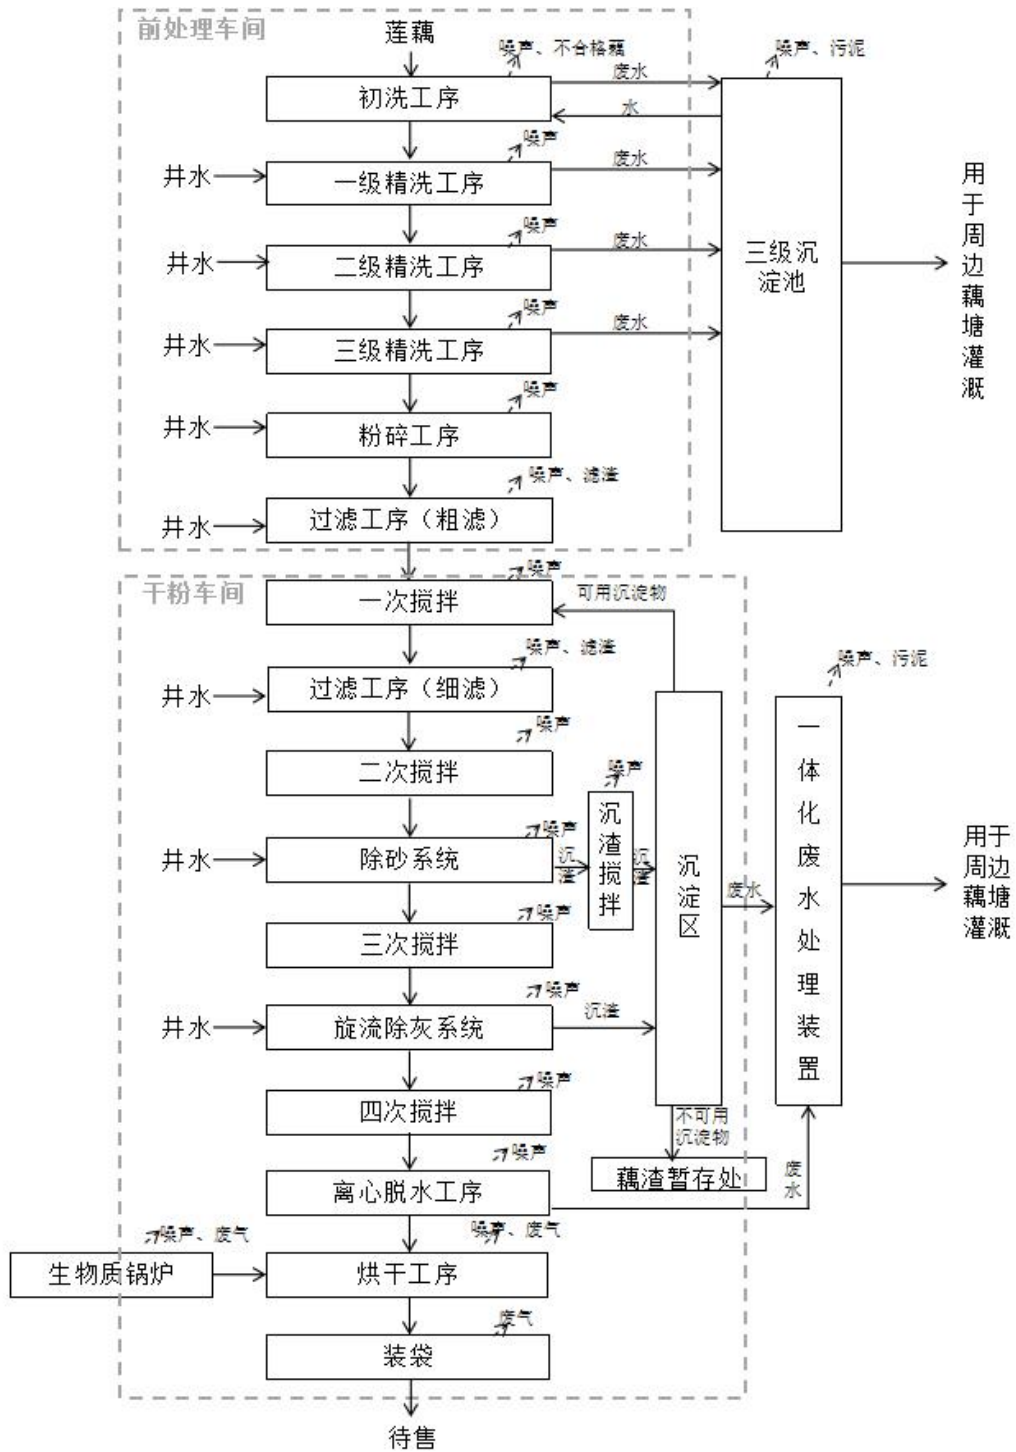 前处理车间
莲藕
噪声、不合格藕
噪声、污泥
初洗工序
废水
水
噪声
井水
一级精洗工序
废水
噪声
井水
二级精洗工序
废水
三级沉
淀池
用
于
周
边
藕
塘
灌
溉
噪声
井水
三级精洗工序
废水
噪声
井水
粉碎工序
噪声、滤渣
井水
过滤工序（粗滤）
干粉车间
噪声
一次搅拌
可用沉淀物
噪声、滤渣
井水
过滤工序（细滤）
噪声、污泥
噪声
二次搅拌
噪声
沉
渣
搅
拌
噪声
井水
除砂系统
沉
渣
沉
渣
沉
淀
区
废水
一
体
化
废
水
处
理
装
置
用于
周边
藕塘
灌溉
噪声
三次搅拌
噪声
井水
旋流除灰系统
沉渣
噪声
四次搅拌
不可用
沉淀物
噪声
离心脱水工序
藕渣暂存处
废
水
噪声、废气
噪声、废气
生物质锅炉
烘干工序
废气
装袋
待售